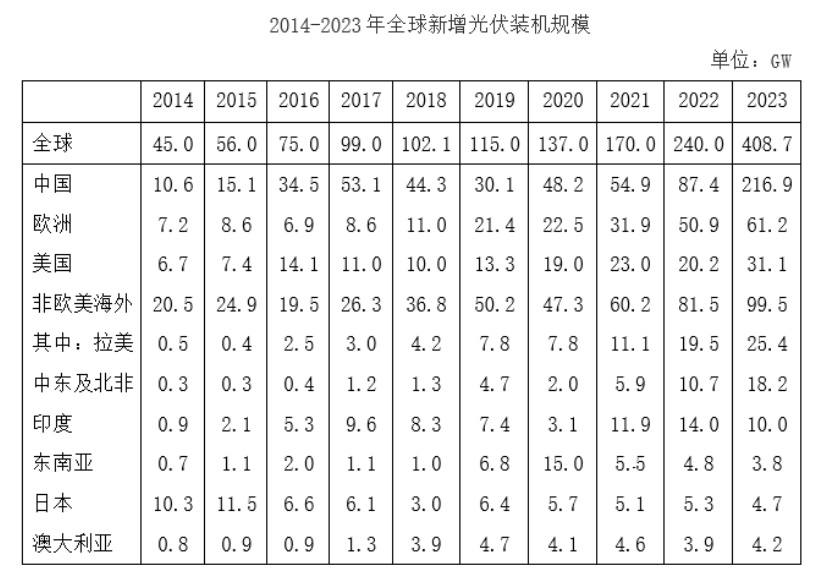 2014-2023年全球新增光伏装机规模
单位：GW
2014 2015 2016 2017 2018 2019 2020 2021 2022 2023
全球 45.0 56.0 75.0 99.0 102.1 115.0 137.0 170.0 240.0 408.7
中国 10.6 15.1 34.5 53.1 44.3 30.1 48.2 54.9 87.4 216.9
欧洲 7.2 8.6 6.9 8.6 11.0 21.4 22.5 31.9 50.9 61.2
美国 6.7 7.4 14.1 11.0 10.0 13.3 19.0 23.0 20.2 31.1
非欧美海外 20.5 24.9 19.5 26.3 36.8 50.2 47.3 60.2 81.5 99.5
其中：拉美 0.5 0.4 2.5 3.0 4.2 7.8 7.8 11.1 19.5 25.4
中东及北非 0.3 0.3 0.4 1.2 1.3 4.7 2.0 5.9 10.7 18.2
印度 0.9 2.1 5.3 9.6 8.3 7.4 3.1 11.9 14.0 10.0
东南亚 0.7 1.1 2.0 1.1 1.0 6.8 15.0 5.5 4.8 3.8
日本 10.3 11.5 6.6 6.1 3.0 6.4 5.7 5.1 5.3 4.7
澳大利亚 0.8 0.9 0.9 1.3 3.9 4.7 4.1 4.6 3.9 4.2